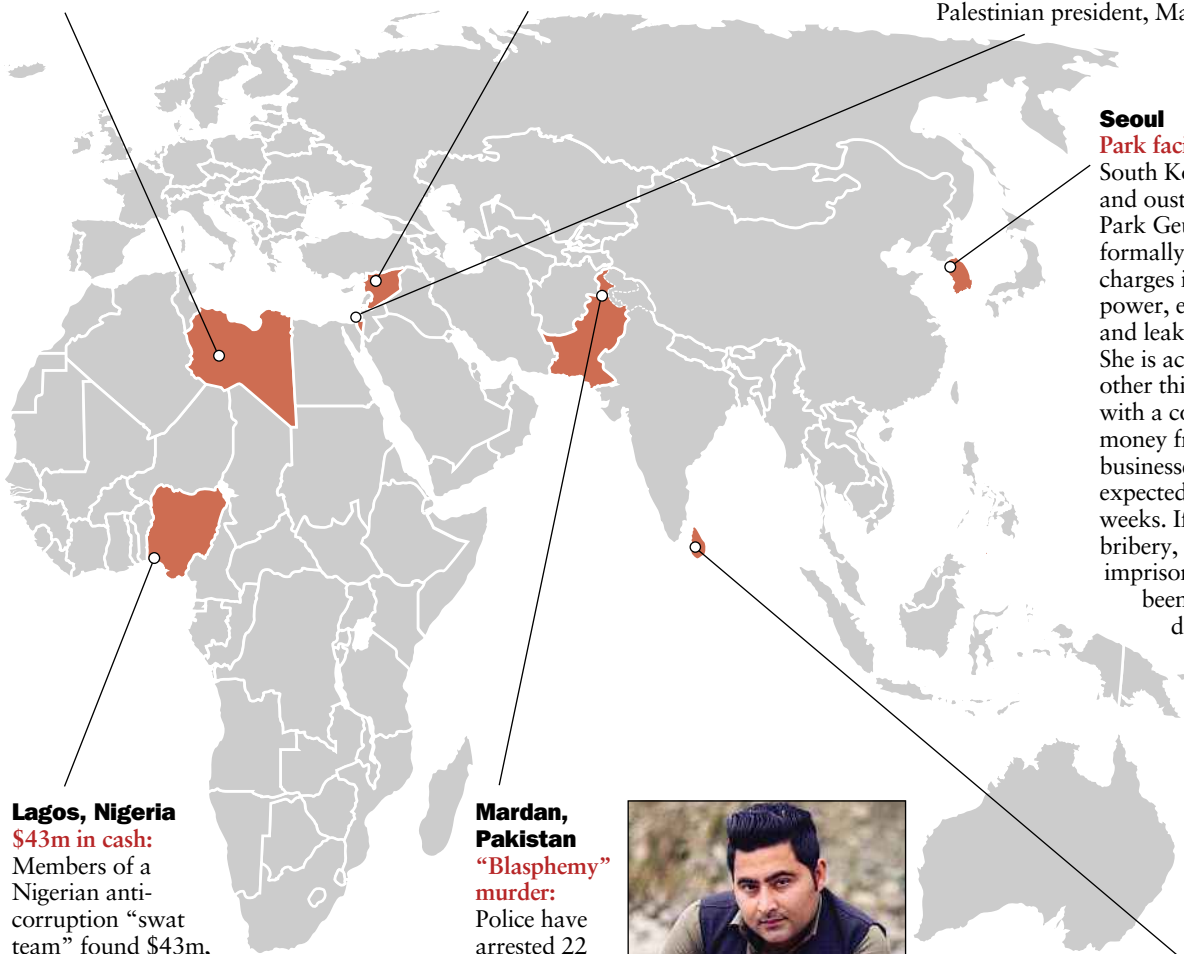 Palestinian president, Ma
Seoul
Park faci
South Ko
and oust
Park Geu
formally
charges i
power, e
and leak
She is ac
other thi
with a co
money fr
businesse
expected
weeks. If
bribery,
imprison
been
d
Lagos, Nigeria
$43m in cash:
Members of a
Nigerian anti-
corruption “swat
team” found $43m,
Mardan,
Pakistan
“Blasphemy”
murder:
Police have
arrested 22